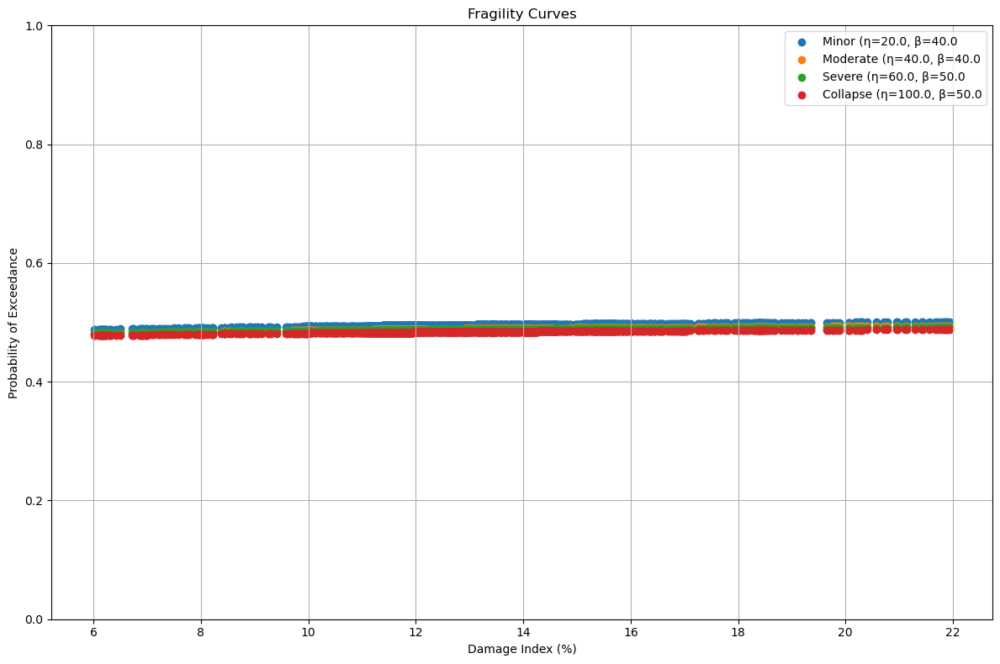 Fragility Curves
Minor (η=20.0, β=40.0
Moderate (η=40.0, β=40.0
Severe (η=60.0, β=50.0
Collapse (η=100.0, β=50.0
Probability of Exceedance
1.0
0.8
0.6
0.4
0.2
0.0
6 8 10 12 14 16 18 20 22
Damage Index (%)